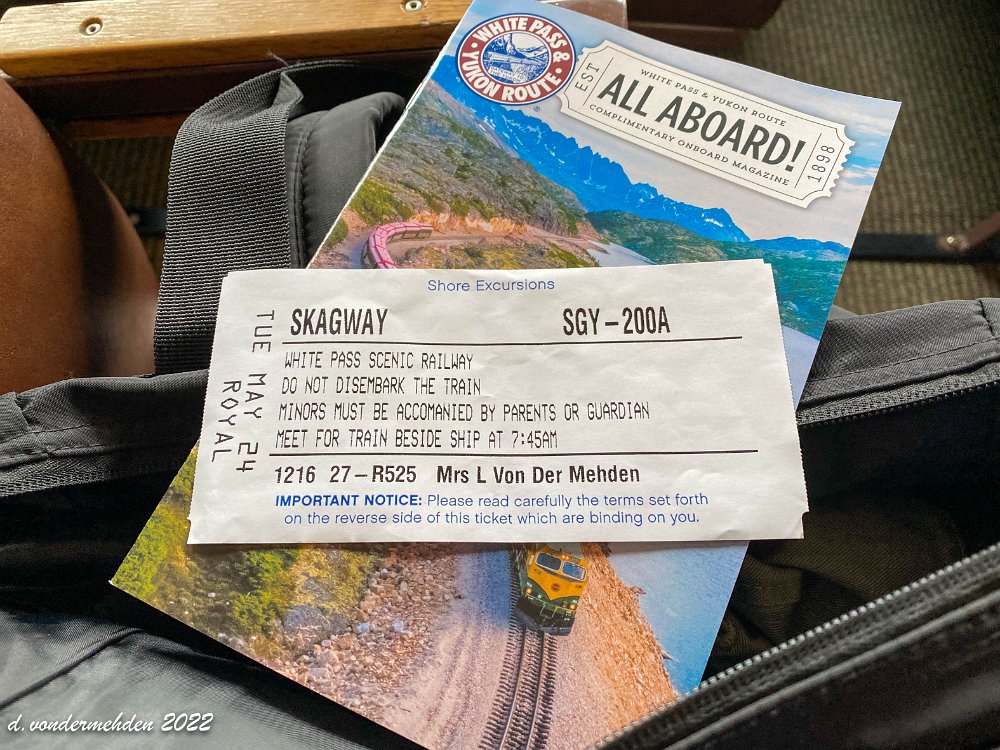 WHITE PASS &
YUKON ROUTE
®
EST
WHITE PASS & YUKON ROUTE
ALL ABOARD!
COMPLIMENTARY ONBOARD MAGAZINE
1898
Shore Excursions
TUE MAY 24
ROYAL
SKAGWAY SGY-200A
WHITE PASS SCENIC RAILWAY
DO NOT DISEMBARK THE TRAIN
MINORS MUST BE ACCOMANIED BY PARENTS OR GUARDIAN
MEET FOR TRAIN BESIDE SHIP AT 7:45AM
1216 27-R525 Mrs L Von Der Mehden
IMPORTANT NOTICE: Please read carefully the terms set forth
on the reverse side of this ticket which are binding on you.
d.vondermehden 2022